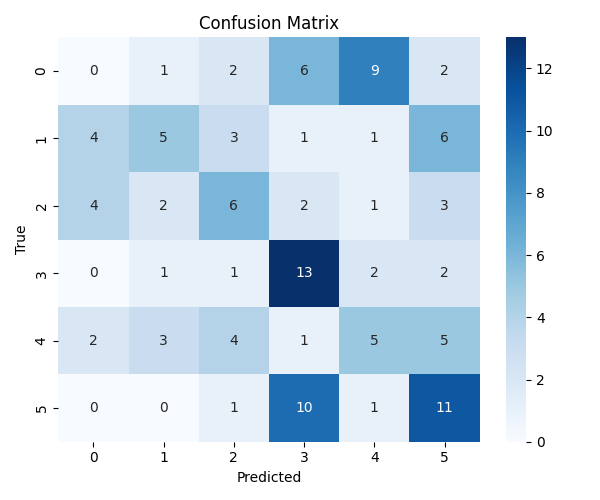 Confusion Matrix
0 0 1 2 6 9 2
1 4 5 3 1 1 6
2 4 2 6 2 1 3
3 0 1 1 13 2 2
4 2 3 4 1 5 5
5 0 0 1 10 1 11
0 1 2 3 4 5
Predicted
True
12
10
8
6
4
2
0